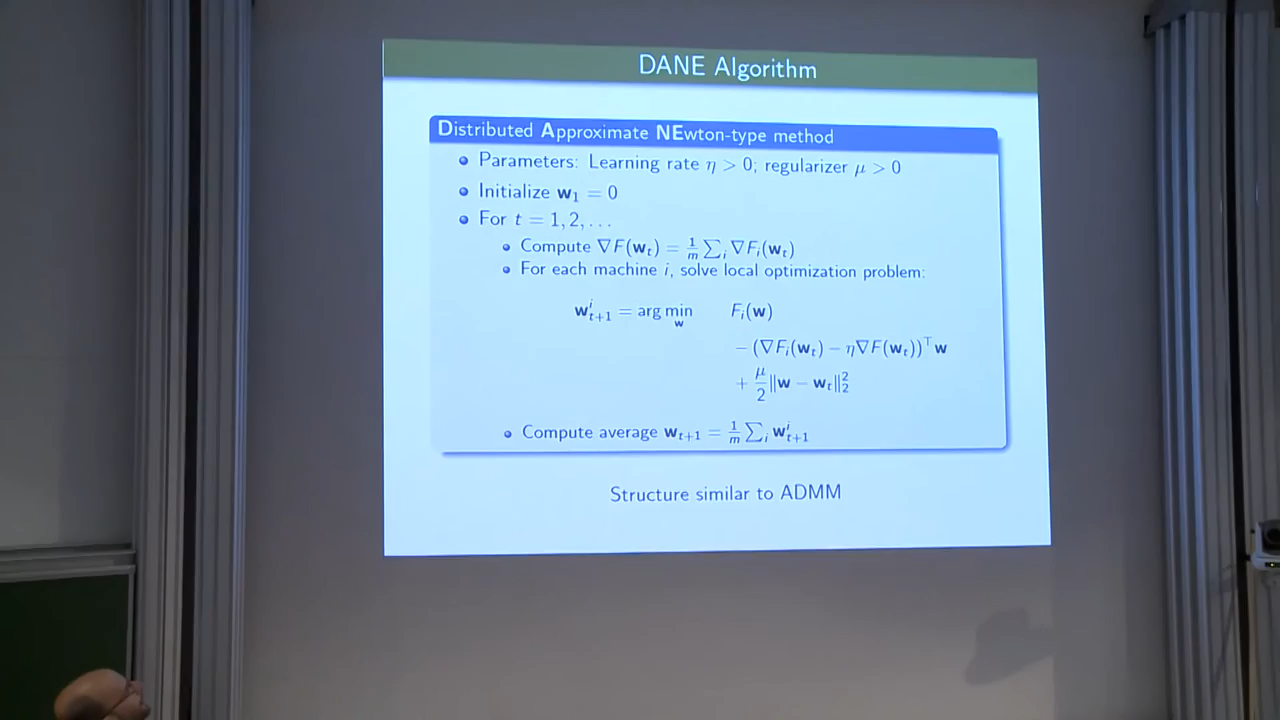 DANE Algorithm
Distributed Approximate NEwton-type method
Parameters: Learning rate η > 0; regularizer μ > 0
Initialize w₁ = 0
For t = 1, 2, . . .
Compute ∇F(wₜ) = 1/m ∑ᵢ ∇Fᵢ(wₜ)
For each machine i, solve local optimization problem:
wⁱₜ₊₁ = arg min_w Fᵢ(w)
− (∇Fᵢ(wₜ) − η∇F(wₜ))ᵀ w
+ μ/2 ‖w − wₜ‖²₂
Compute average wₜ₊₁ = 1/m ∑ᵢ wⁱₜ₊₁
Structure similar to ADMM